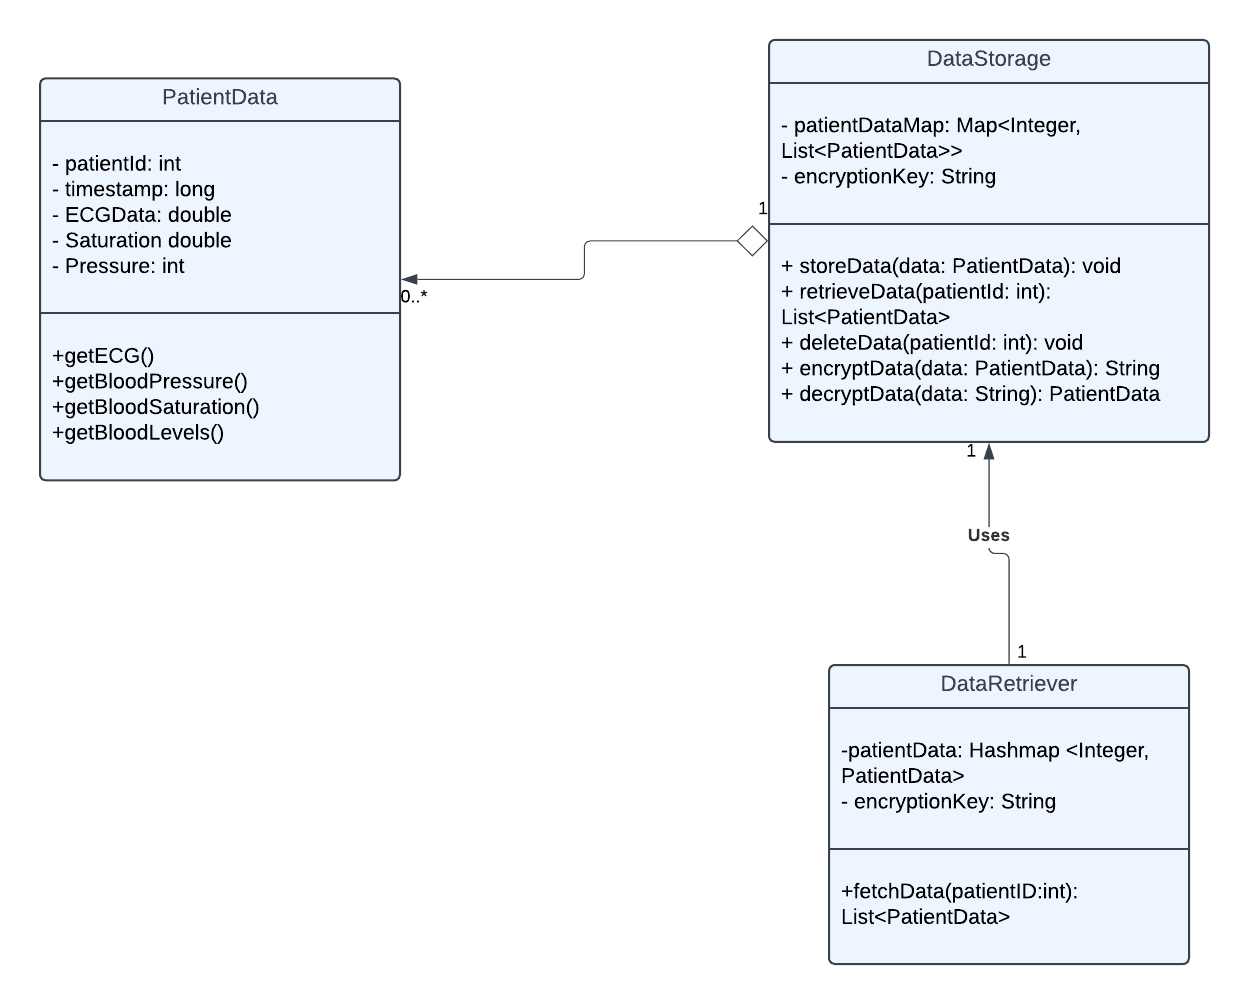 PatientData
- patientId: int
- timestamp: long
- ECGData: double
- Saturation double
- Pressure: int
+getECG()
+getBloodPressure()
+getBloodSaturation()
+getBloodLevels()
0..*
1
DataStorage
- patientDataMap: Map<Integer,
List<PatientData>>
- encryptionKey: String
+ storeData(data: PatientData): void
+ retrieveData(patientId: int):
List<PatientData>
+ deleteData(patientId: int): void
+ encryptData(data: PatientData): String
+ decryptData(data: String): PatientData
1
Uses
1
DataRetriever
-patientData: Hashmap <Integer,
PatientData>
- encryptionKey: String
+fetchData(patientID:int):
List<PatientData>